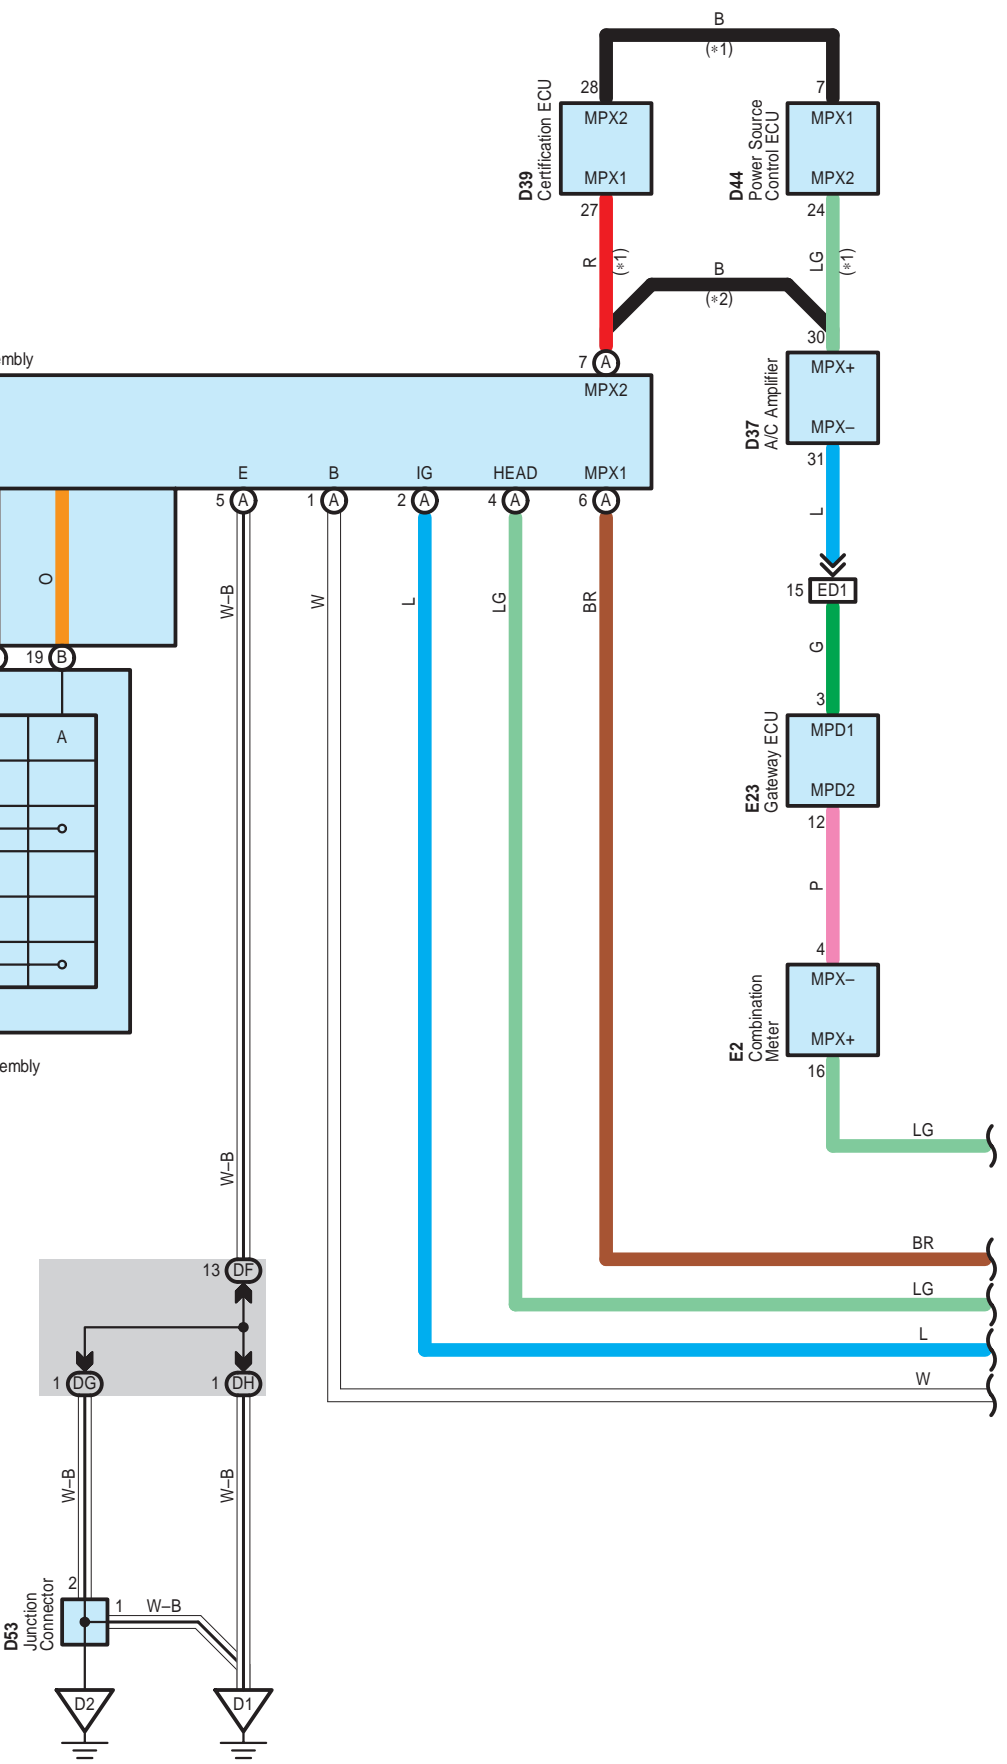 B
(*1)
28
7
D39
Certification ECU
MPX2
MPX1
D44
Power Source
Control ECU
MPX1
MPX2
27
24
R
(*1)
LG
(*1)
B
(*2)
30
7
A
embly
MPX2
D37
A/C Amplifier
MPX+
MPX–
31
E
B
IG
HEAD
MPX1
5
A
1
A
2
A
4
A
6
A
L
O
W–B
W
L
LG
BR
15
ED1
G
19
B
3
A
E23
Gateway ECU
MPD1
MPD2
12
P
4
E2
Combination
Meter
MPX–
MPX+
16
embly
LG
W–B
BR
13
DF
LG
L
1
DG
1
DH
W
W–B
W–B
2
D53
Junction
Connector
1
W–B
D2
D1